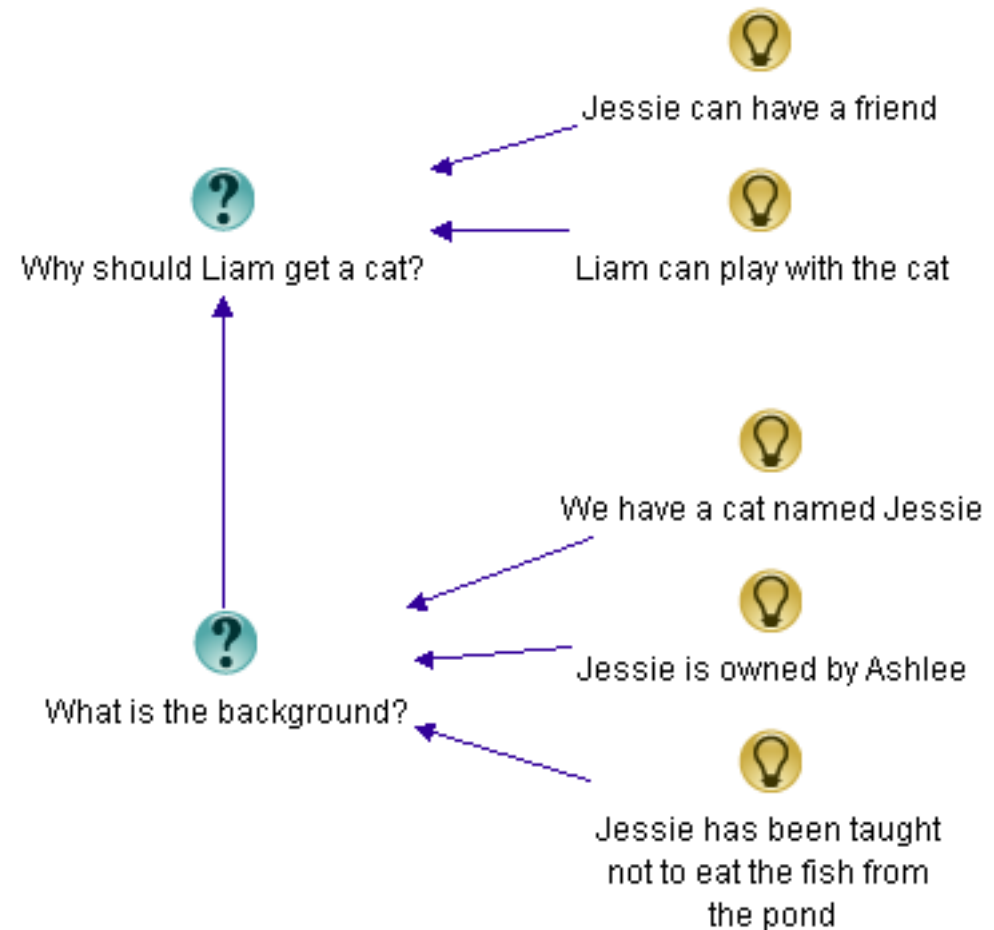 Jessie can have a friend
Why should Liam get a cat?
Liam can play with the cat
We have a cat named Jessie
Jessie is owned by Ashlee
What is the background?
Jessie has been taught
not to eat the fish from
the pond